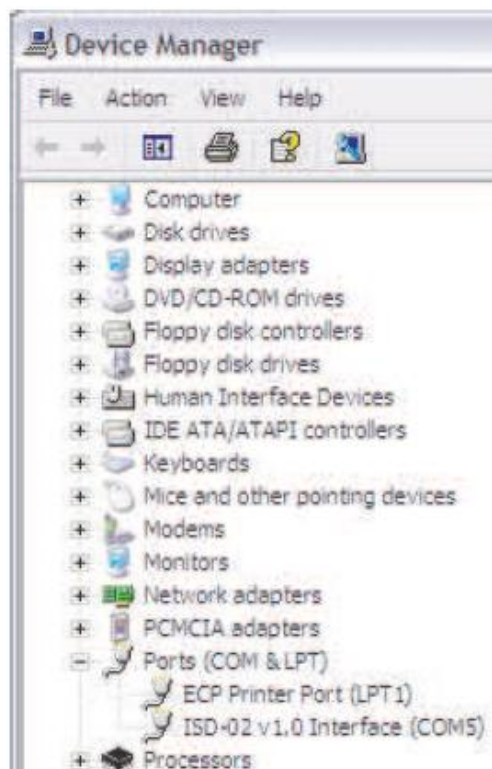 Device Manager
File Action View Help
Computer
Disk drives
Display adapters
DVD/CD-ROM drives
Floppy disk controllers
Floppy disk drives
Human Interface Devices
IDE ATA/ATAPI controllers
Keyboards
Mice and other pointing devices
Modems
Monitors
Network adapters
PCMCIA adapters
Ports (COM & LPT)
ECP Printer Port (LPT1)
ISD-02 v1.0 Interface (COM5)
Processors